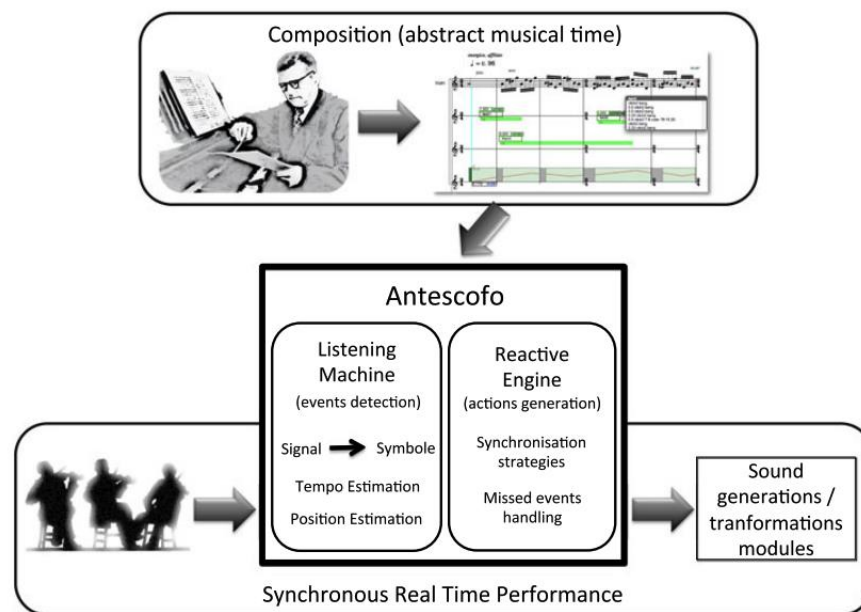 Composition (abstract musical time)
Antescofo
Listening
Machine
(events detection)
Signal
Symbole
Tempo Estimation
Position Estimation
Reactive
Engine
(actions generation)
Synchronisation
strategies
Missed events
handling
Sound
generations /
tranformations
modules
Synchronous Real Time Performance